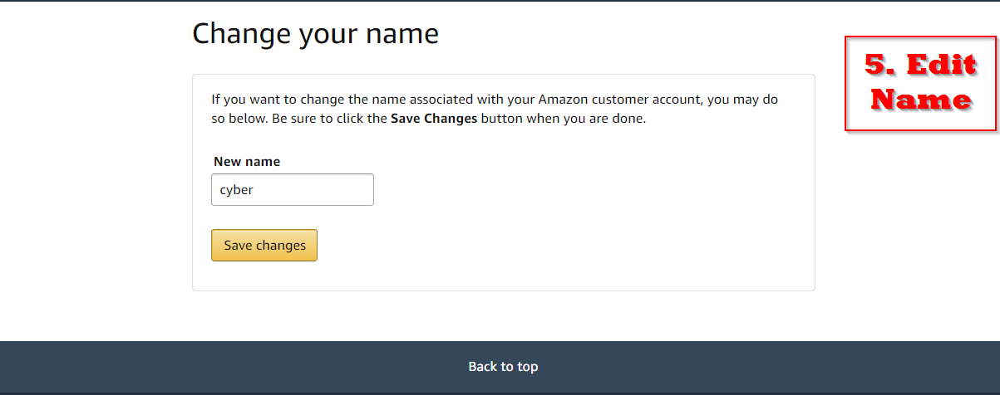 Change your name
5. Edit
Name
If you want to change the name associated with your Amazon customer account, you may do
so below. Be sure to click the Save Changes button when you are done.
New name
cyber
Save changes
Back to top